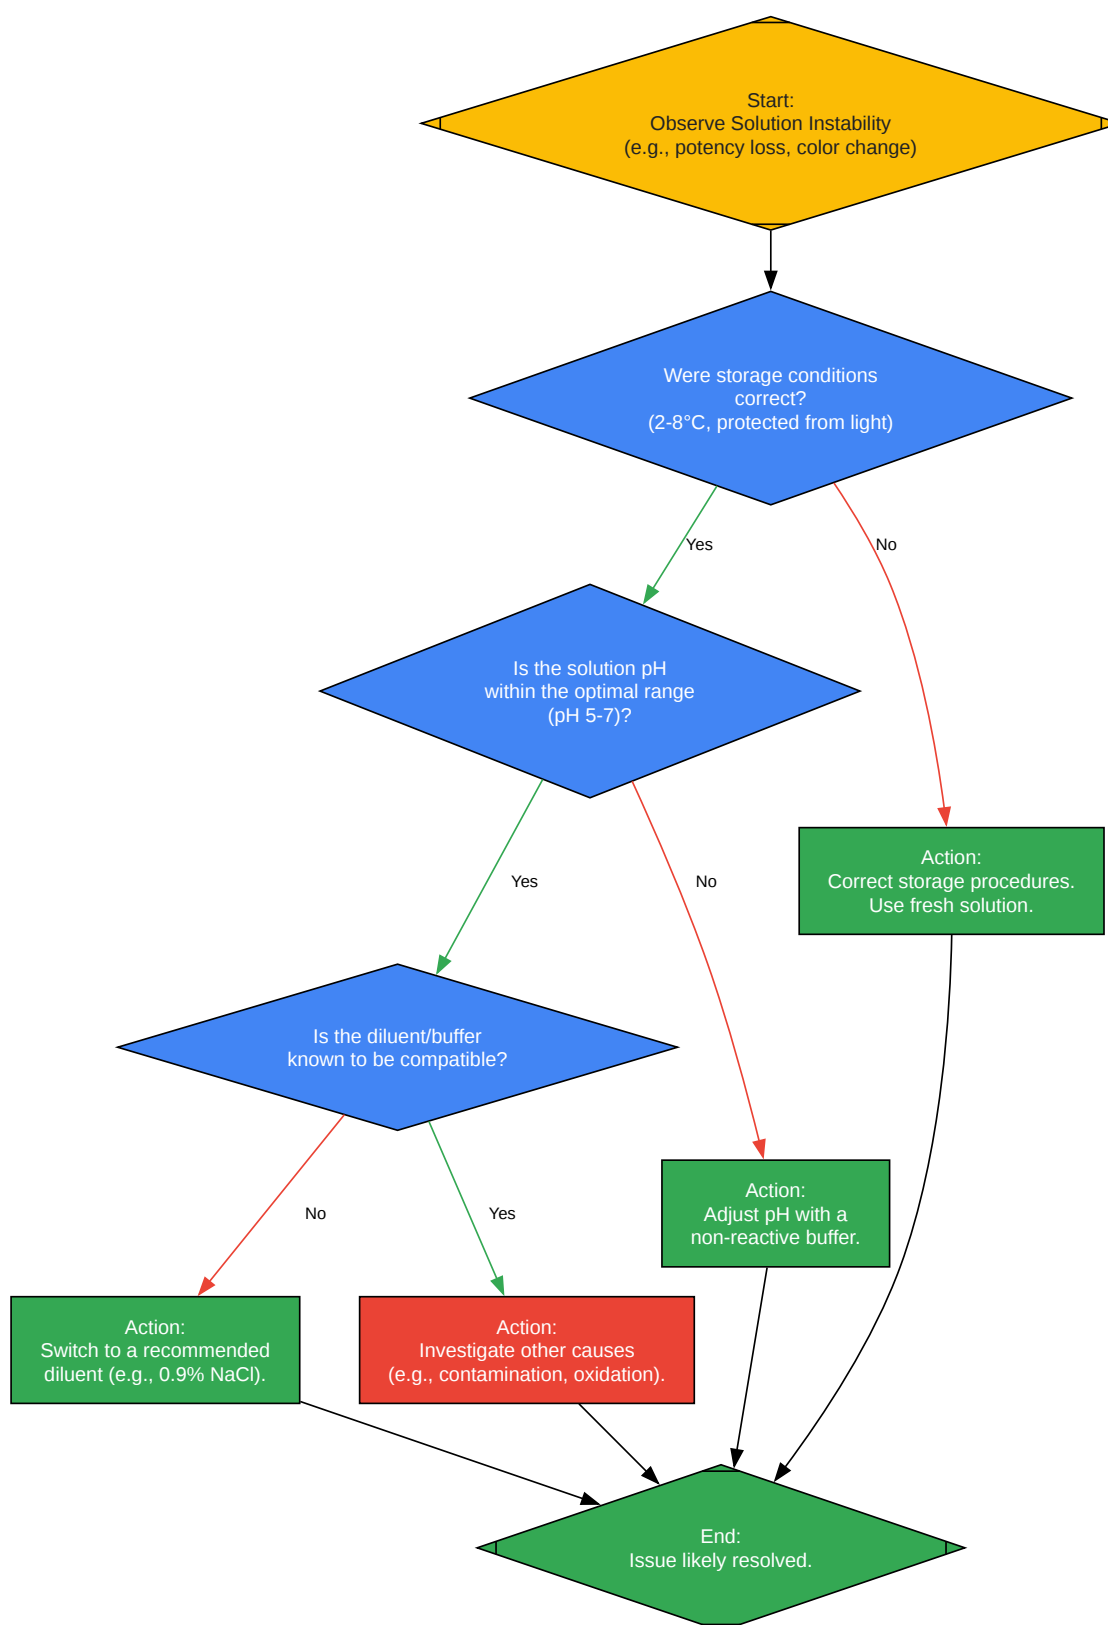 Start:
Observe Solution Instability
(e.g., potency loss, color change)
Were storage conditions
correct?
(2-8°C, protected from light)
Yes
No
Is the solution pH
within the optimal range
(pH 5-7)?
Yes
No
Action:
Correct storage procedures.
Use fresh solution.
Is the diluent/buffer
known to be compatible?
No
Yes
Action:
Adjust pH with a
non-reactive buffer.
Action:
Switch to a recommended
diluent (e.g., 0.9% NaCl).
Action:
Investigate other causes
(e.g., contamination, oxidation).
End:
Issue likely resolved.